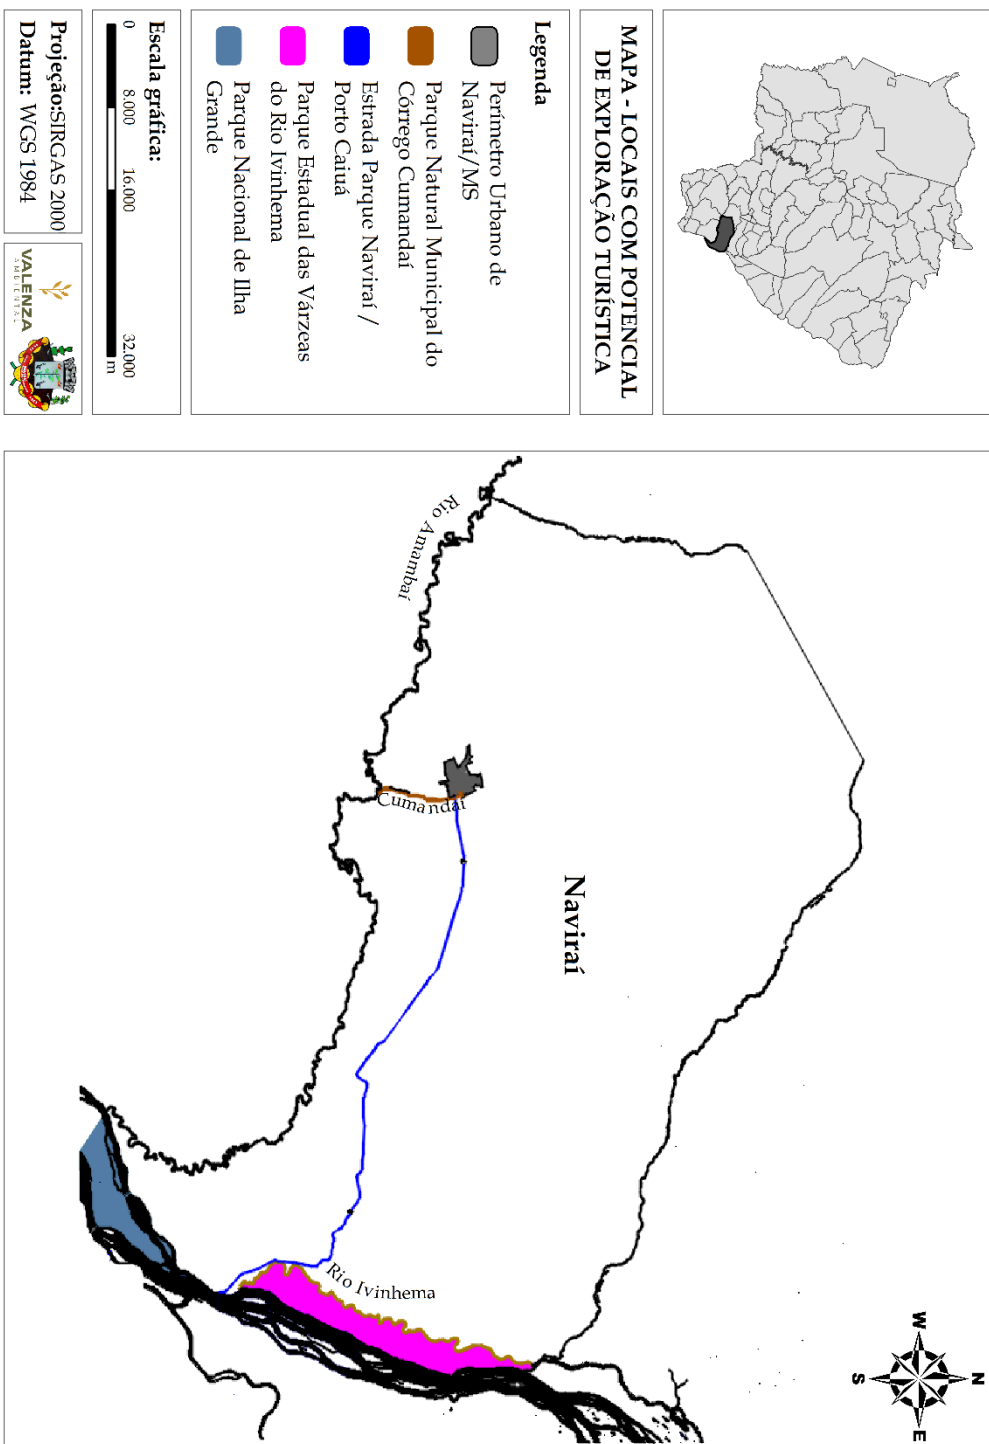 MAPA - LOCAIS COM POTENCIAL
DE EXPLORAÇÃO TURÍSTICA
Legenda
Perímetro Urbano de
Naviraí/MS
Parque Natural Municipal do
Córrego Cumandaí
Estrada Parque Naviraí /
Porto Caiuá
Parque Estadual das Várzeas
do Rio Ivinhema
Parque Nacional de Ilha
Grande
Escala gráfica:
0 8.000 16.000 32.000
m
Projeção:SIRGAS 2000
Datum: WGS 1984
VALENZA
AMBIENTAL
Rio Amambaí
Cumandaí
Naviraí
Rio Ivinhema
N
W
E
S